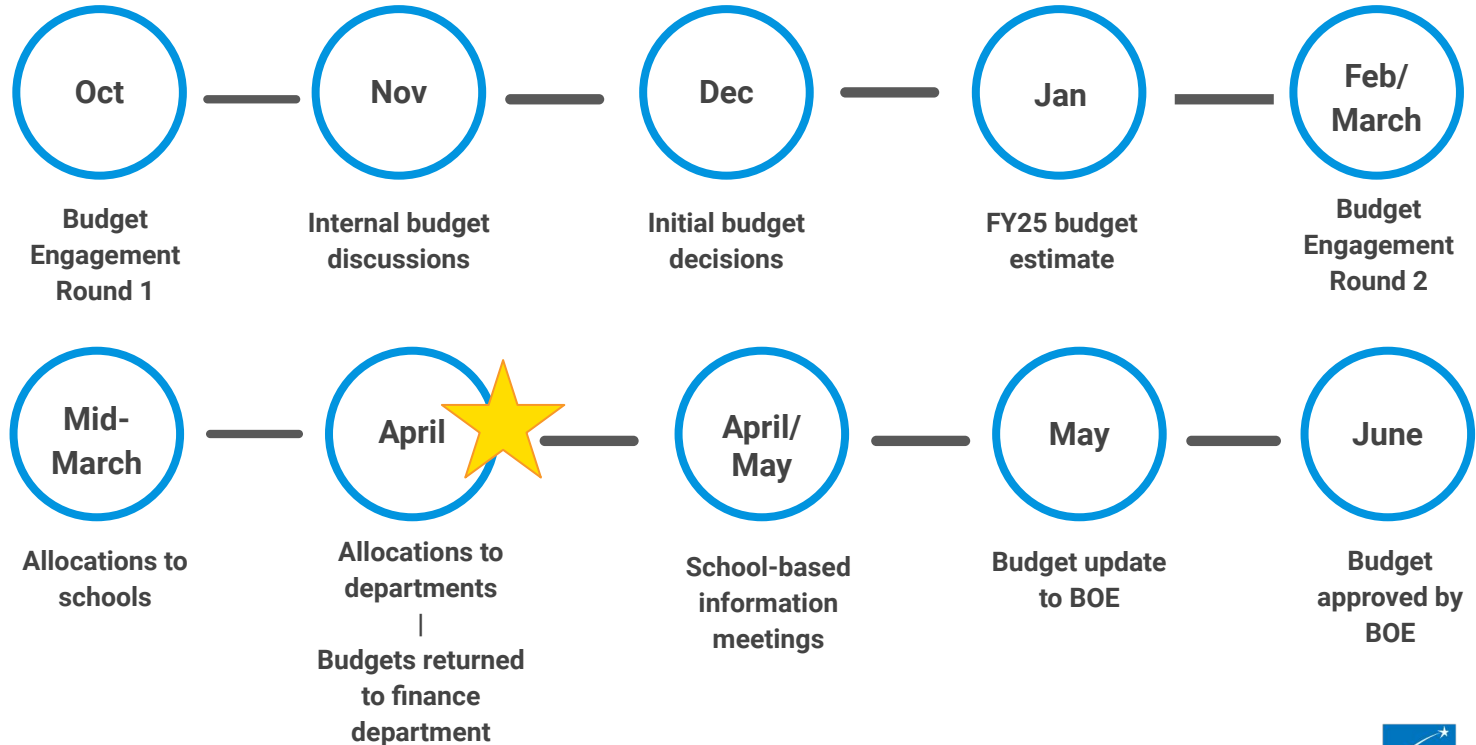 Oct
Nov
Dec
Jan
Feb/
March
Budget
Engagement
Round 1
Internal budget
discussions
Initial budget
decisions
FY25 budget
estimate
Budget
Engagement
Round 2
Mid-
March
April
April/
May
May
June
Allocations to
schools
Allocations to
departments
|
Budgets returned
to finance
department
School-based
information
meetings
Budget update
to BOE
Budget
approved by
BOE